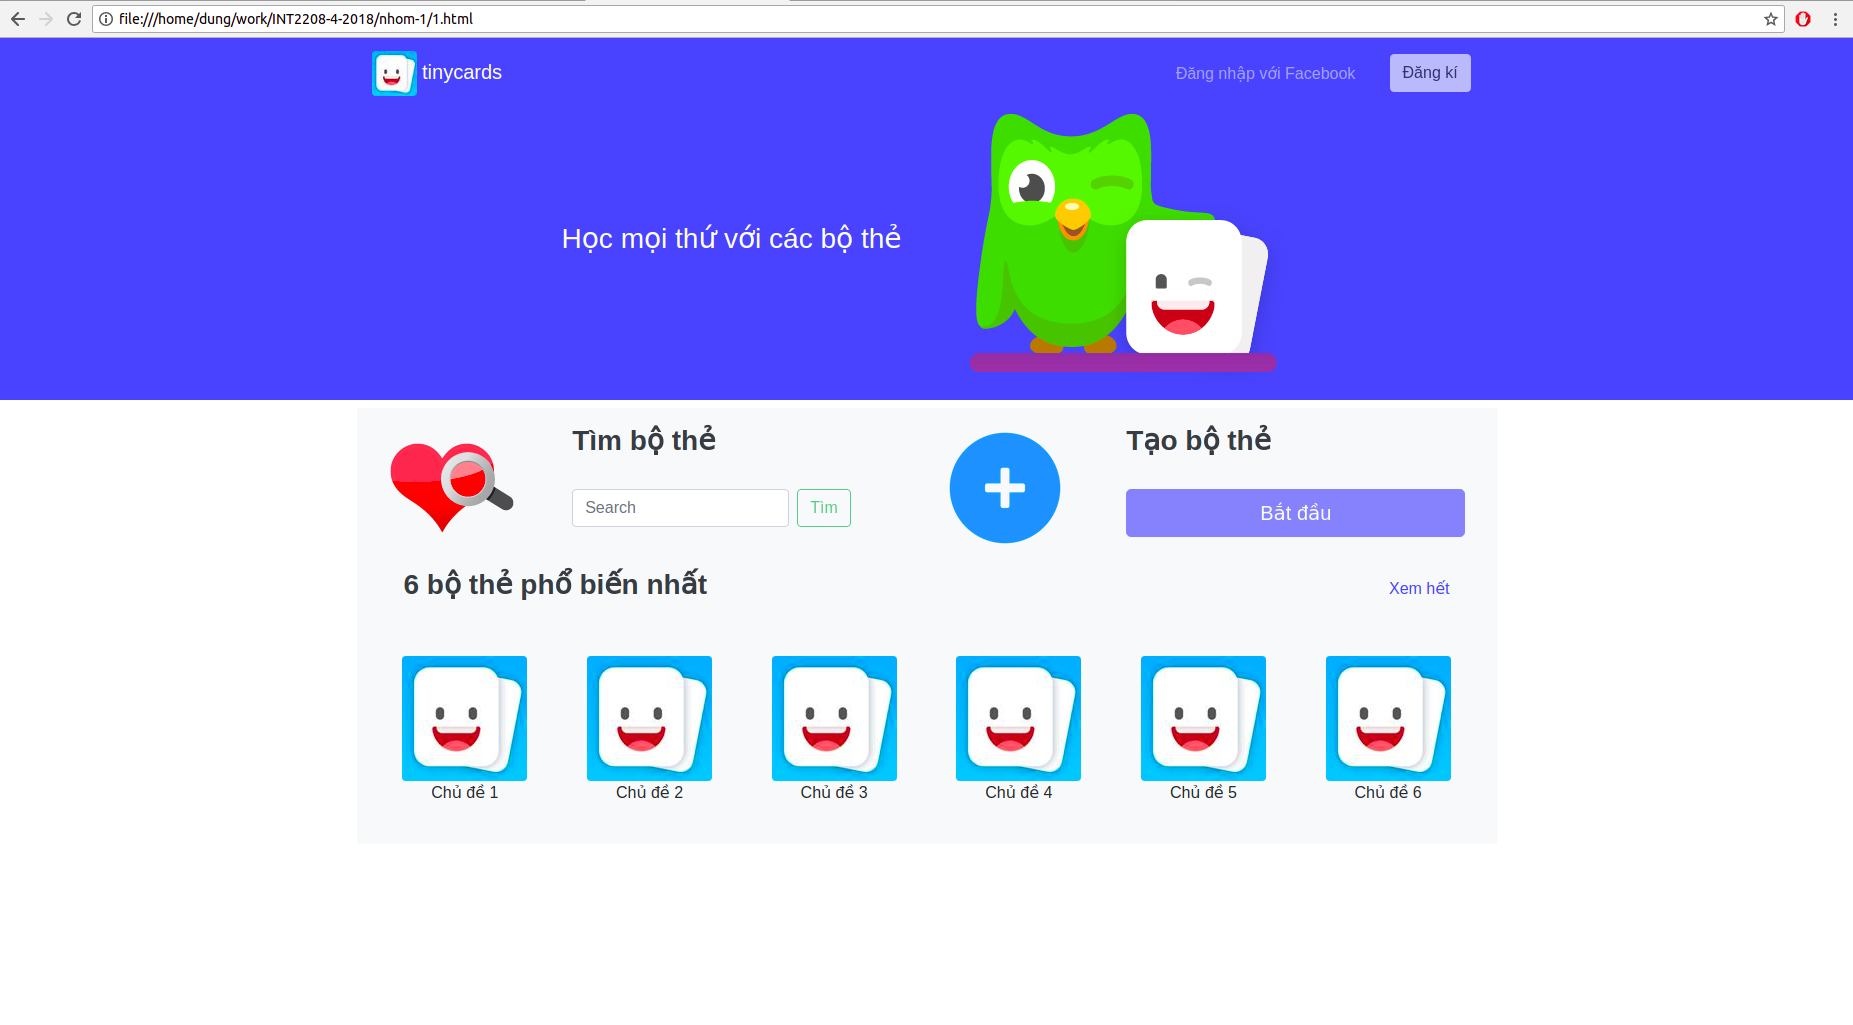 file:///home/dung/work/INT2208-4-2018/nhom-1/1.html
tinycards
Đăng nhập với Facebook
Đăng kí
Học mọi thứ với các bộ thẻ
Tìm bộ thẻ
Search
Tìm
Tạo bộ thẻ
Bắt đầu
6 bộ thẻ phổ biến nhất
Xem hết
Chủ đề 1
Chủ đề 2
Chủ đề 3
Chủ đề 4
Chủ đề 5
Chủ đề 6